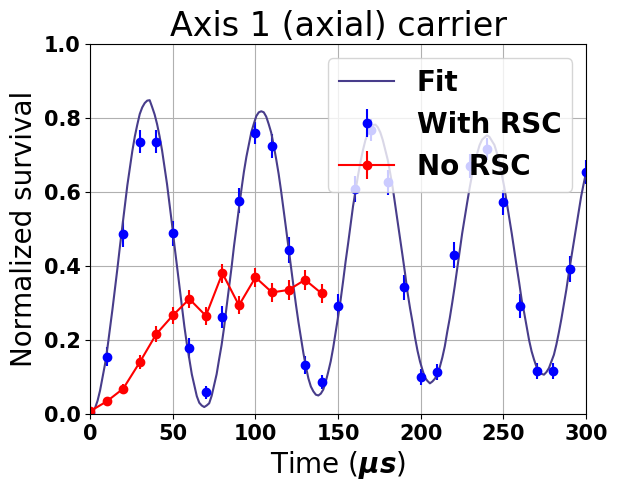 Axis 1 (axial) carrier
Normalized survival
1.0
0.8
0.6
0.4
0.2
0.0
Fit
With RSC
No RSC
0 50 100 150 200 250 300
Time (μs)